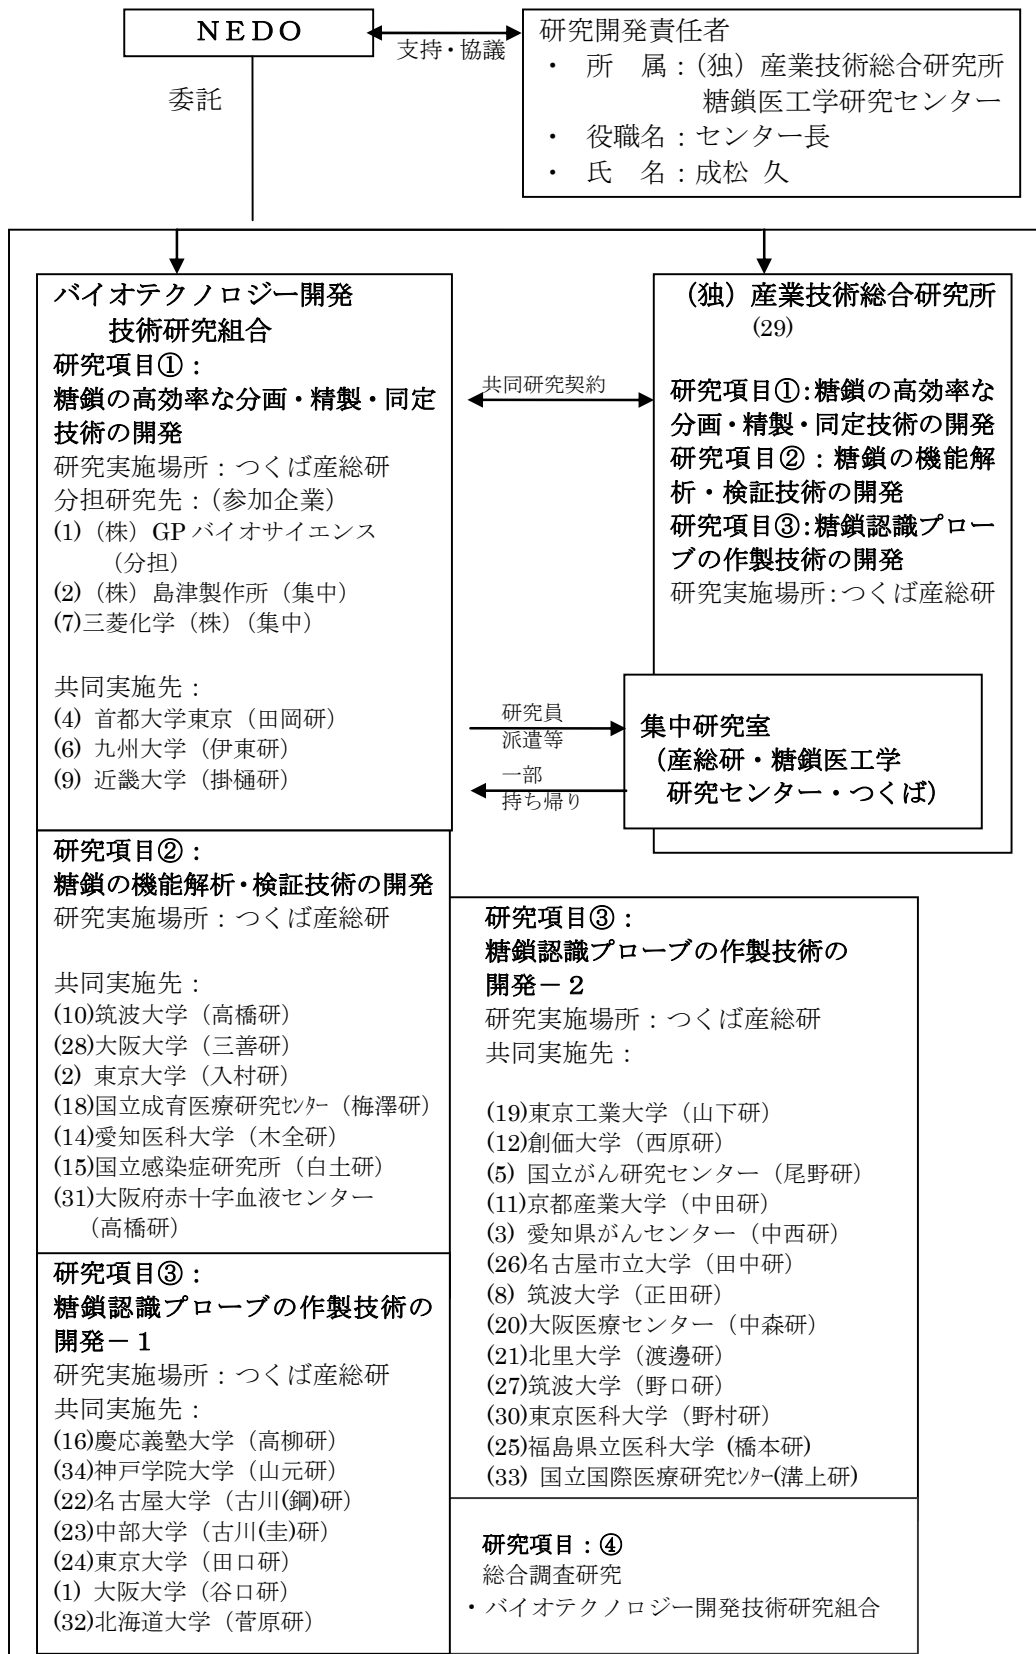 NEDO
支持・協議
研究開発責任者
・ 所　属：(独）産業技術総合研究所
糖鎖医工学研究センター
・ 役職名：センター長
・ 氏　名：成松 久
委託
バイオテクノロジー開発
技術研究組合
研究項目①：
糖鎖の高効率な分画・精製・同定
技術の開発
研究実施場所：つくば産総研
分担研究先：（参加企業）
(1)（株）GPバイオサイエンス
（分担）
(2)（株）島津製作所（集中）
(7)三菱化学（株）（集中）
共同実施先：
(4) 首都大学東京（田岡研）
(6) 九州大学（伊東研）
(9) 近畿大学（掛樋研）
共同研究契約
（独）産業技術総合研究所
(29)
研究項目①：糖鎖の高効率な
分画・精製・同定技術の開発
研究項目②：糖鎖の機能解
析・検証技術の開発
研究項目③：糖鎖認識プロー
ブの作製技術の開発
研究実施場所：つくば産総研
研究員
派遣等
一部
持ち帰り
集中研究室
（産総研・糖鎖医工学
研究センター・つくば）
研究項目②：
糖鎖の機能解析・検証技術の開発
研究実施場所：つくば産総研
共同実施先：
(10)筑波大学（高橋研）
(28)大阪大学（三善研）
(2) 東京大学（入村研）
(18)国立成育医療研究ｾﾝﾀｰ（梅澤研）
(14)愛知医科大学（木全研）
(15)国立感染症研究所（白土研）
(31)大阪府赤十字血液センター
（高橋研）
研究項目③：
糖鎖認識プローブの作製技術の
開発－１
研究実施場所：つくば産総研
共同実施先：
(16)慶応義塾大学（高柳研）
(34)神戸学院大学（山元研）
(22)名古屋大学（古川(鋼)研）
(23)中部大学（古川(圭)研）
(24)東京大学（田口研）
(1) 大阪大学（谷口研）
(32)北海道大学（菅原研）
研究項目③：
糖鎖認識プローブの作製技術の
開発－２
研究実施場所：つくば産総研
共同実施先：
(19)東京工業大学（山下研）
(12)創価大学（西原研）
(5) 国立がん研究センター（尾野研）
(11)京都産業大学（中田研）
(3) 愛知県がんセンター（中西研）
(26)名古屋市立大学（田中研）
(8) 筑波大学（正田研）
(20)大阪医療センター（中森研）
(21)北里大学（渡邊研）
(27)筑波大学（野口研）
(30)東京医科大学（野村研）
(25)福島県立医科大学 (橋本研)
(33) 国立国際医療研究ｾﾝﾀｰ(溝上研)
研究項目：④
総合調査研究
・バイオテクノロジー開発技術研究組合